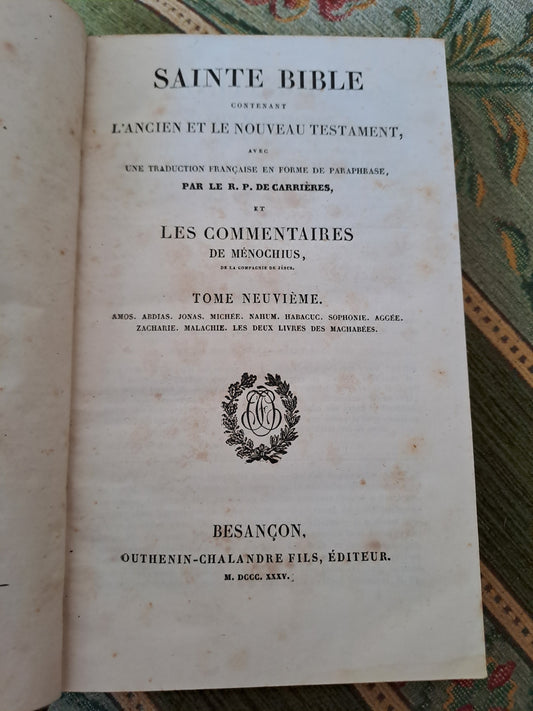 SAINTE BIBLE
CONTENANT
L'ANCIEN ET LE NOUVEAU TESTAMENT,
AVEC
UNE TRADUCTION FRANÇAISE EN FORME DE PARAPHRASE,
PAR LE R. P. DE CARRIÈRES,
ET
LES COMMENTAIRES
DE MÉNOCHIUS,
DE LA COMPAGNIE DE JÉSUS.
TOME NEUVIÈME.
AMOS. ABDIAS. JONAS. MICHÉE. NAHUM. HABACUC. SOPHONIE. AGGÉE.
ZACHARIE. MALACHIE. LES DEUX LIVRES DES MACHABÉES.
BESANÇON,
OUTHENIN-CHALANDRE FILS, ÉDITEUR.
M. DCCC. XXXV.